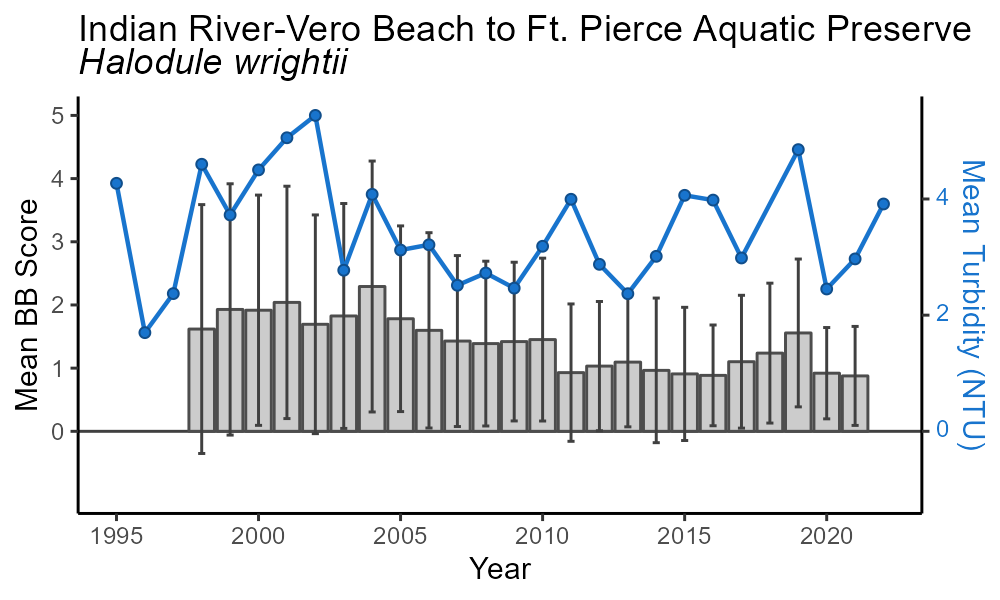 Indian River-Vero Beach to Ft. Pierce Aquatic Preserve
Halodule wrightii
Mean BB Score
5
4
3
2
1
0
4
2
0
Mean Turbidity (NTU)
1995 2000 2005 2010 2015 2020
Year